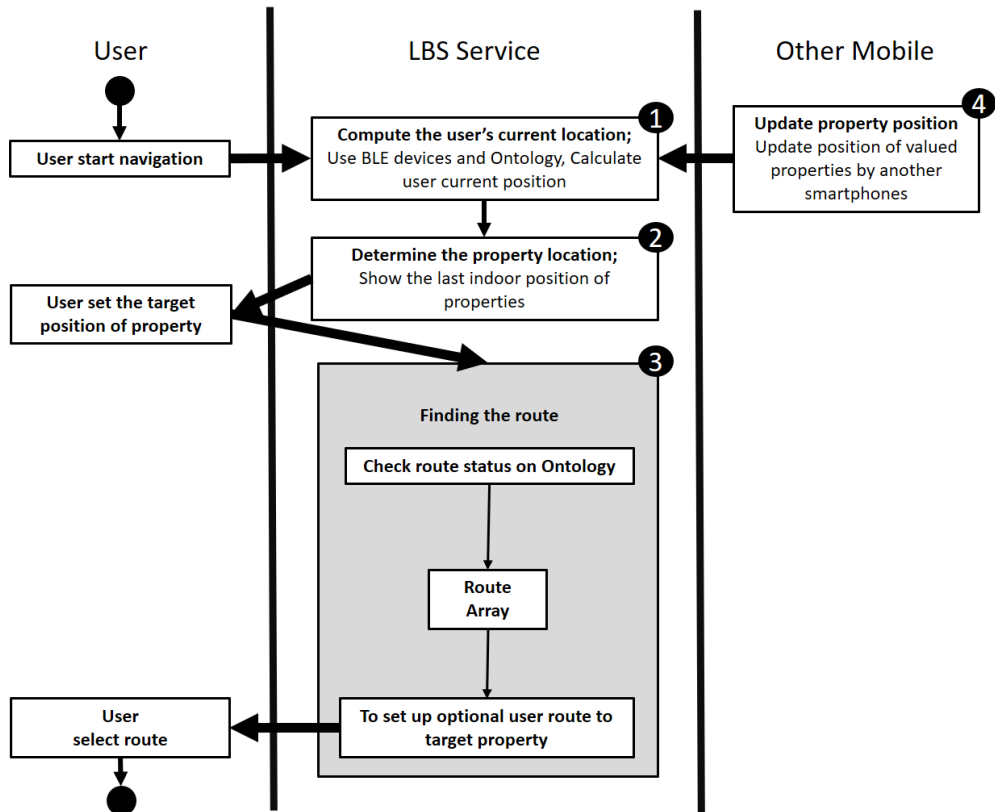 User
LBS Service
Other Mobile
1
4
User start navigation
Compute the user's current location;
Use BLE devices and Ontology, Calculate
user current position
Update property position
Update position of valued
properties by another
smartphones
2
Determine the property location;
Show the last indoor position of
properties
User set the target
position of property
3
Finding the route
Check route status on Ontology
Route
Array
To set up optional user route to
target property
User
select route